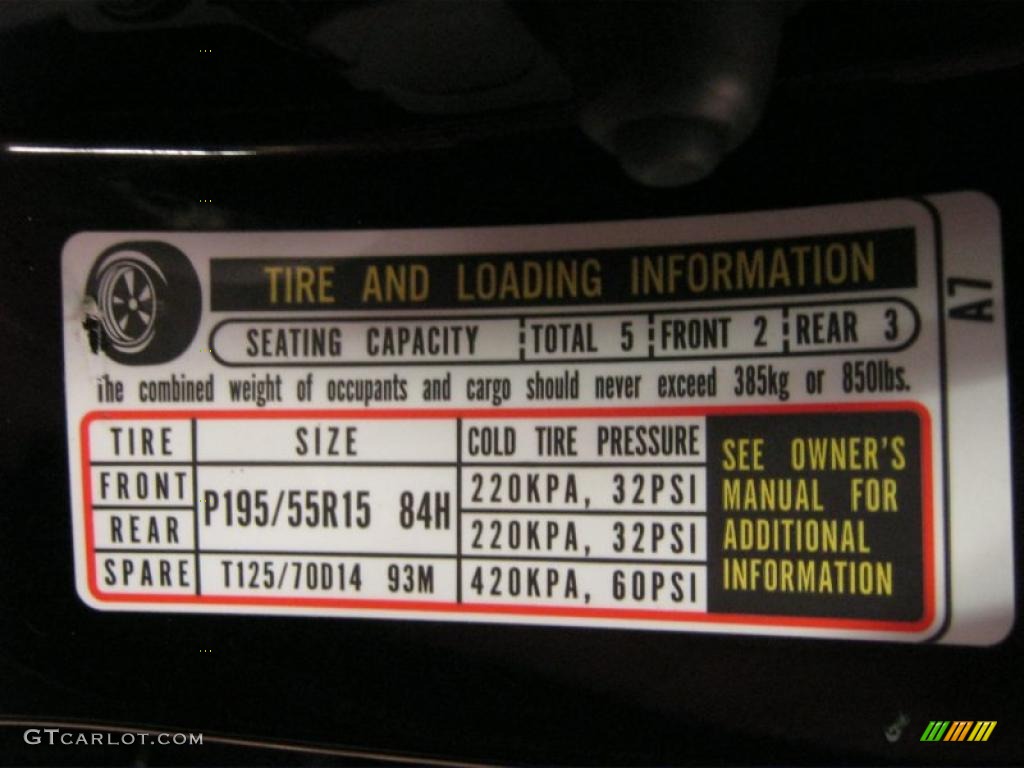 TIRE AND LOADING INFORMATION
SEATING CAPACITY TOTAL 5 FRONT 2 REAR 3
The combined weight of occupants and cargo should never exceed 385kg or 850lbs.
TIRE SIZE COLD TIRE PRESSURE
FRONT P195/55R15 84H 220KPA, 32PSI
REAR 220KPA, 32PSI
SPARE T125/70D14 93M 420KPA, 60PSI
SEE OWNER'S
MANUAL FOR
ADDITIONAL
INFORMATION
A7
GTCARLOT.COM